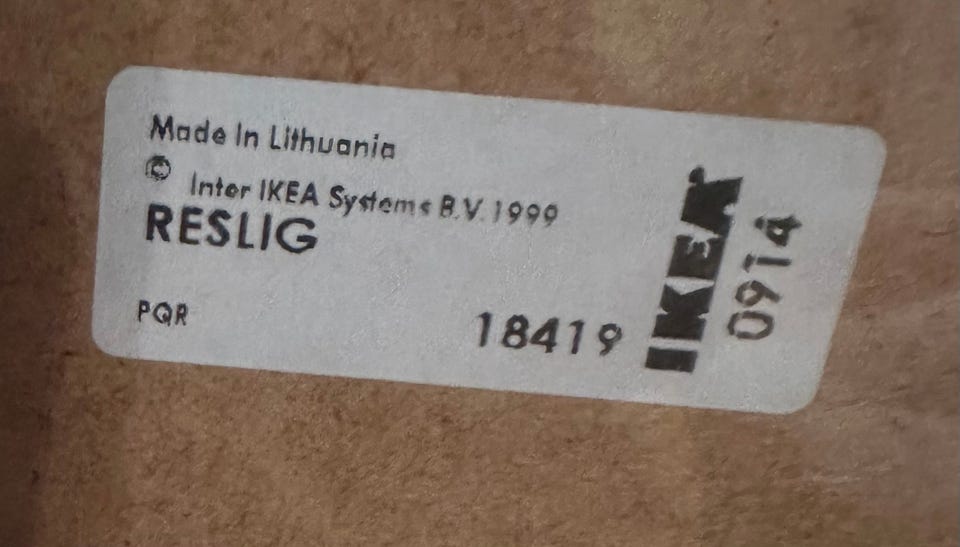 Made In Lithuania
© Inter IKEA Systems B.V. 1999
RESLIG
PQR
18419
IKEA
0914